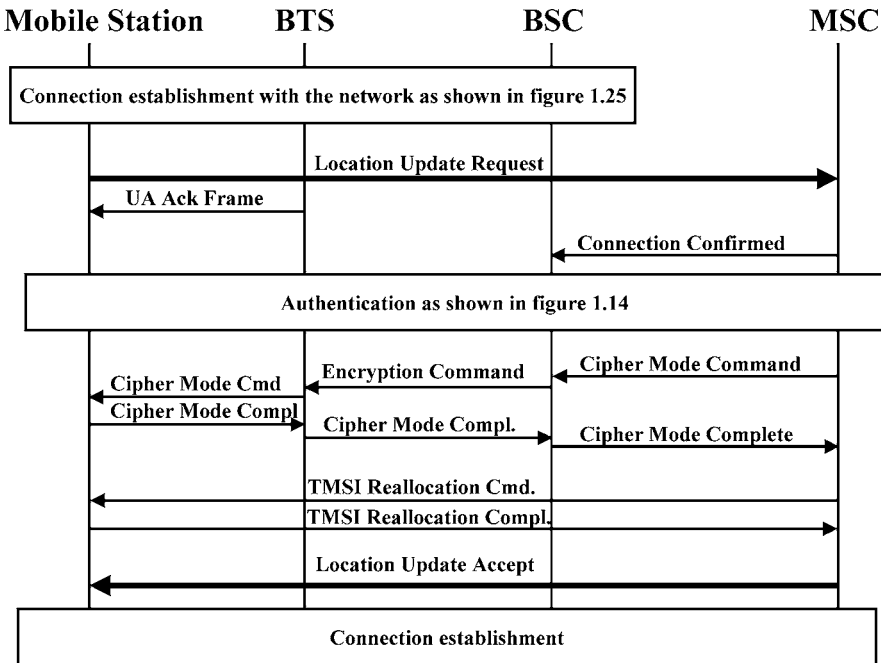 Mobile Station BTS BSC MSC
Connection establishment with the network as shown in figure 1.25
Location Update Request
UA Ack Frame
Connection Confirmed
Authentication as shown in figure 1.14
Cipher Mode Command
Encryption Command
Cipher Mode Cmd
Cipher Mode Compl
Cipher Mode Compl.
Cipher Mode Complete
TMSI Reallocation Cmd.
TMSI Reallocation Compl.
Location Update Accept
Connection establishment